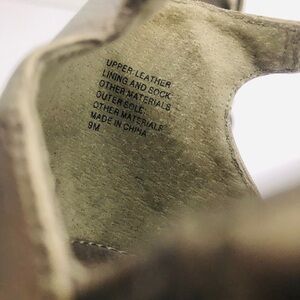 UPPER: LEATHER
LINING AND SOCK:
OTHER MATERIALS
OUTER SOLE:
OTHER MATERIALS
MADE IN CHINA
9M